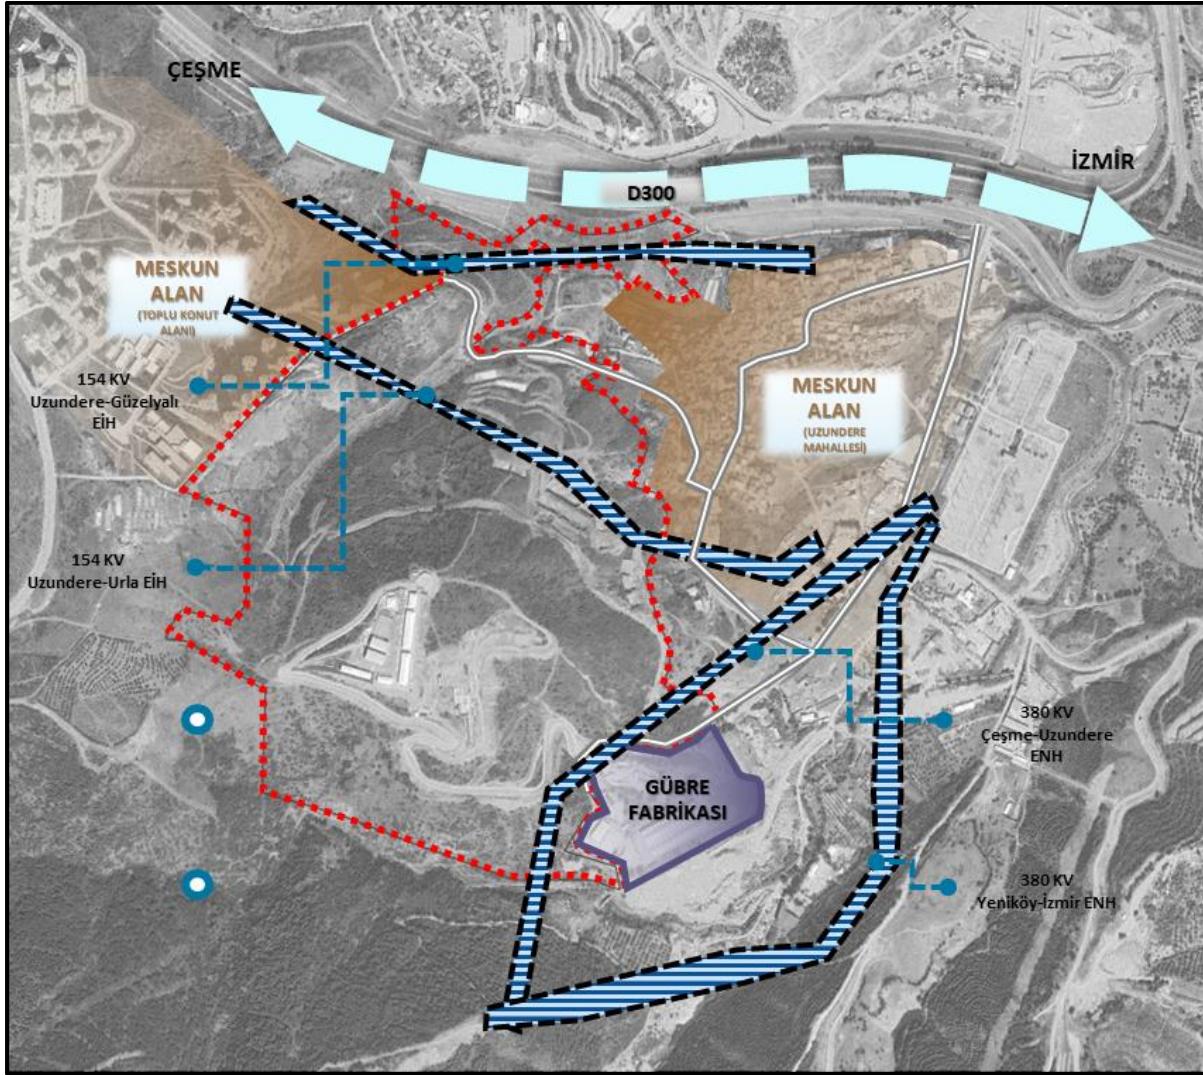 ÇEŞME
İZMİR
D300
MESKUN
ALAN
(TOPLU KONUT
ALANI)
154 KV
Uzundere-Güzelyalı
EİH
MESKUN
ALAN
(UZUNDERE
MAHALLESİ)
154 KV
Uzundere-Urla EİH
380 KV
Çeşme-Uzundere
ENH
GÜBRE
FABRİKASI
380 KV
Yeniköy-İzmir ENH